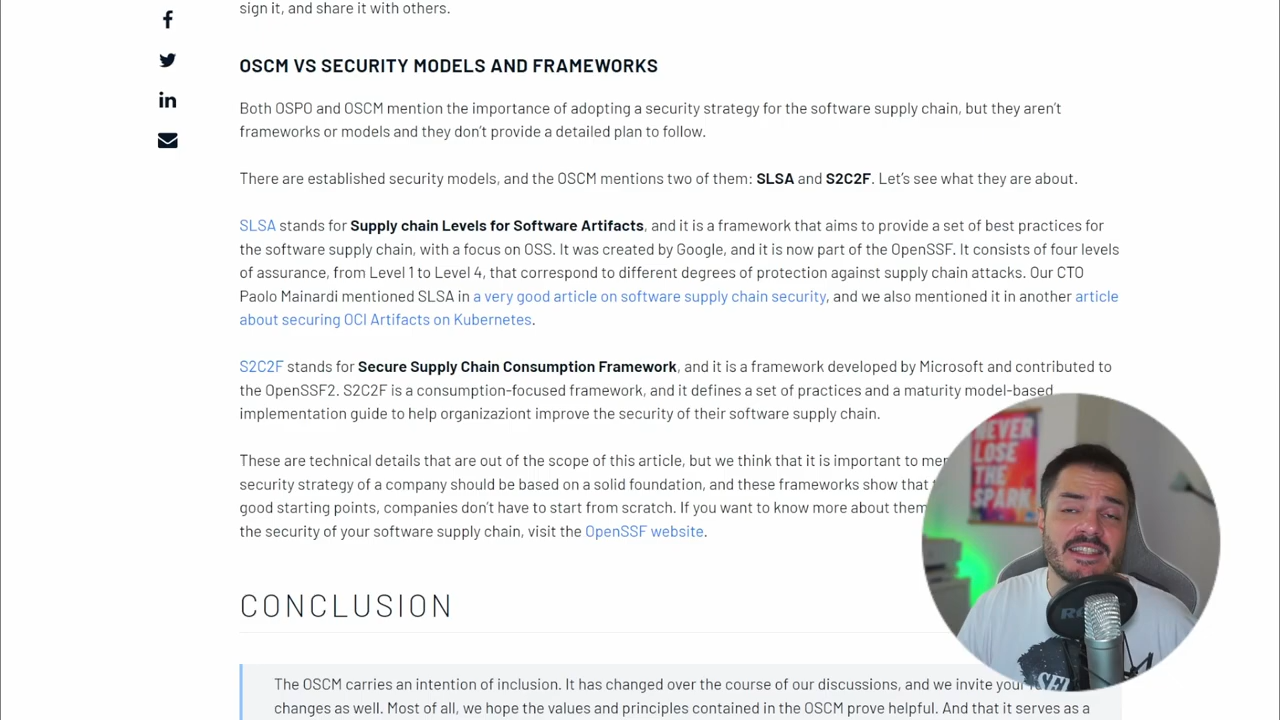 sign it, and share it with others.
OSCM VS SECURITY MODELS AND FRAMEWORKS
Both OSPO and OSCM mention the importance of adopting a security strategy for the software supply chain, but they aren't
frameworks or models and they don't provide a detailed plan to follow.
There are established security models, and the OSCM mentions two of them: SLSA and S2C2F. Let's see what they are about.
SLSA stands for Supply chain Levels for Software Artifacts, and it is a framework that aims to provide a set of best practices for
the software supply chain, with a focus on OSS. It was created by Google, and it is now part of the OpenSSF. It consists of four levels
of assurance, from Level 1 to Level 4, that correspond to different degrees of protection against supply chain attacks. Our CTO
Paolo Mainardi mentioned SLSA in a very good article on software supply chain security, and we also mentioned it in another article
about securing OCI Artifacts on Kubernetes.
S2C2F stands for Secure Supply Chain Consumption Framework, and it is a framework developed by Microsoft and contributed to
the OpenSSF2. S2C2F is a consumption-focused framework, and it defines a set of practices and a maturity model-based
implementation guide to help organizaziont improve the security of their software supply chain.
These are technical details that are out of the scope of this article, but we think that it is important to
security strategy of a company should be based on a solid foundation, and these frameworks show that
good starting points, companies don't have to start from scratch. If you want to know more about them
the security of your software supply chain, visit the OpenSSF website.
NEVER
LOSE
THE
SPARK
CONCLUSION
The OSCM carries an intention of inclusion. It has changed over the course of our discussions, and we invite your
changes as well. Most of all, we hope the values and principles contained in the OSCM prove helpful. And that it serves as a